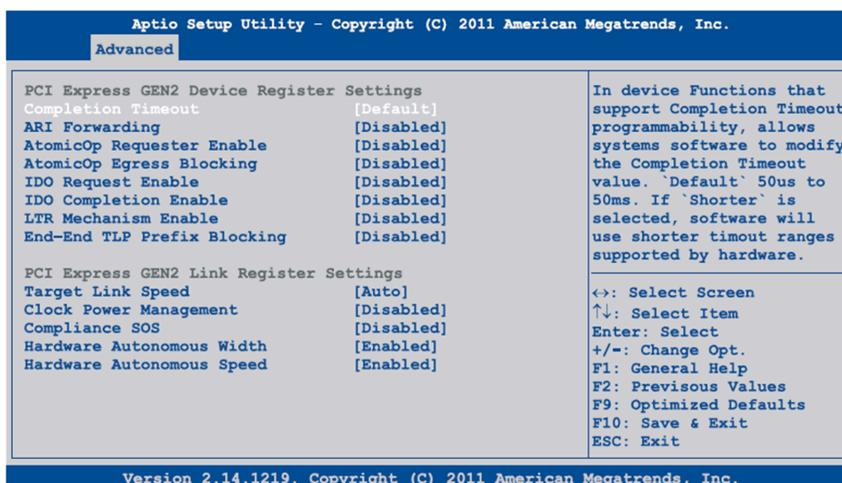 Aptio Setup Utility – Copyright (C) 2011 American Megatrends, Inc.
Advanced
PCI Express GEN2 Device Register Settings
Completion Timeout [Default]
ARI Forwarding [Disabled]
AtomicOp Requester Enable [Disabled]
AtomicOp Egress Blocking [Disabled]
IDO Request Enable [Disabled]
IDO Completion Enable [Disabled]
LTR Mechanism Enable [Disabled]
End–End TLP Prefix Blocking [Disabled]
PCI Express GEN2 Link Register Settings
Target Link Speed [Auto]
Clock Power Management [Disabled]
Compliance SOS [Disabled]
Hardware Autonomous Width [Enabled]
Hardware Autonomous Speed [Enabled]
In device Functions that
support Completion Timeout
programmability, allows
systems software to modify
the Completion Timeout
value. `Default` 50us to
50ms. If `Shorter` is
selected, software will
use shorter timout ranges
supported by hardware.
↔: Select Screen
↑↓: Select Item
Enter: Select
+/-: Change Opt.
F1: General Help
F2: Previsous Values
F9: Optimized Defaults
F10: Save & Exit
ESC: Exit
Version 2.14.1219. Copyright (C) 2011 American Megatrends, Inc.